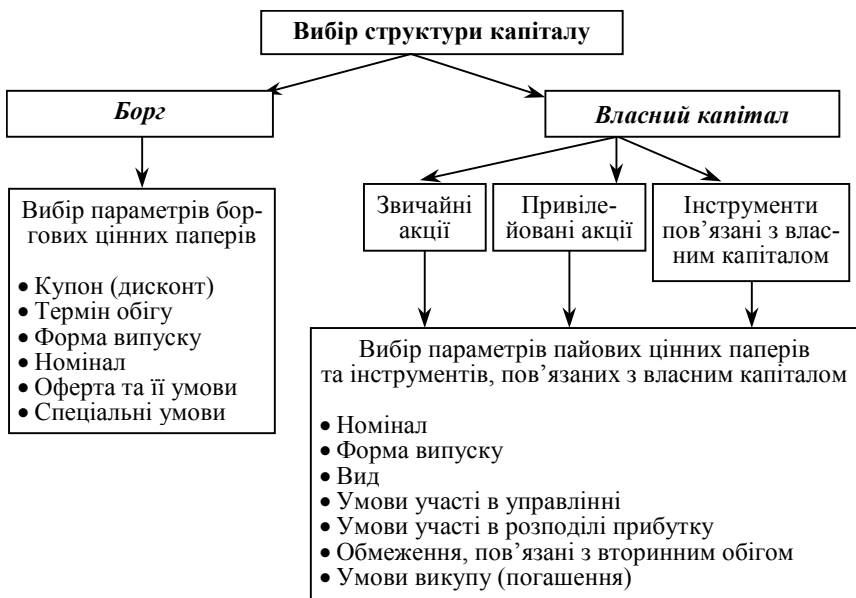 Вибір структури капіталу
Борг
Власний капітал
Вибір параметрів бор-
гових цінних паперів
• Купон (дисконт)
• Термін обігу
• Форма випуску
• Номінал
• Оферта та її умови
• Спеціальні умови
Звичайні
акції
Привіле-
йовані акції
Інструменти
пов’язані з влас-
ним капіталом
Вибір параметрів пайових цінних паперів
та інструментів, пов’язаних з власним капіталом
• Номінал
• Форма випуску
• Вид
• Умови участі в управлінні
• Умови участі в розподілі прибутку
• Обмеження, пов’язані з вторинним обігом
• Умови викупу (погашення)